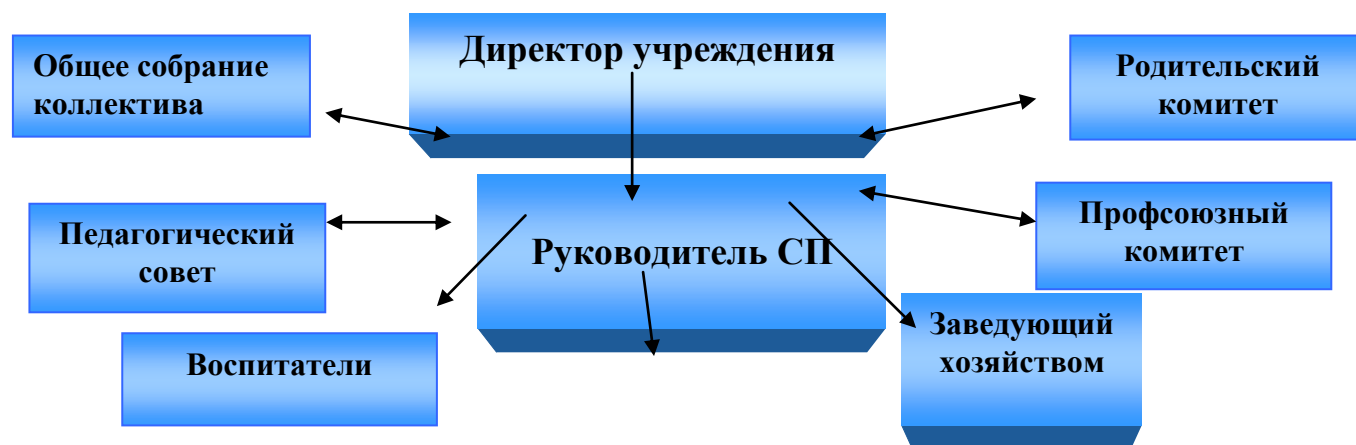 Директор учреждения
Общее собрание
коллектива
Родительский
комитет
Педагогический
совет
Руководитель СП
Профсоюзный
комитет
Воспитатели
Заведующий
хозяйством